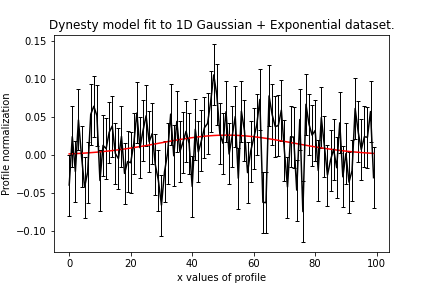 Dynesty model fit to 1D Gaussian + Exponential dataset.
0.15
0.10
0.05
0.00
−0.05
−0.10
Profile normalization
0 20 40 60 80 100
x values of profile